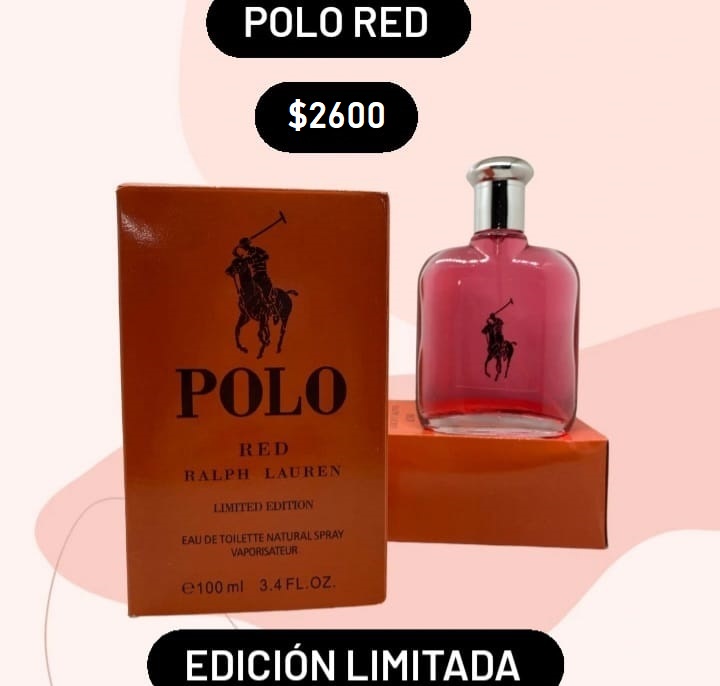 POLO RED
$2600
POLO
RED
RALPH LAUREN
LIMITED EDITION
EAU DE TOILETTE NATURAL SPRAY
VAPORISATEUR
℮100 ml 3.4 FL.OZ.
EDICIÓN LIMITADA